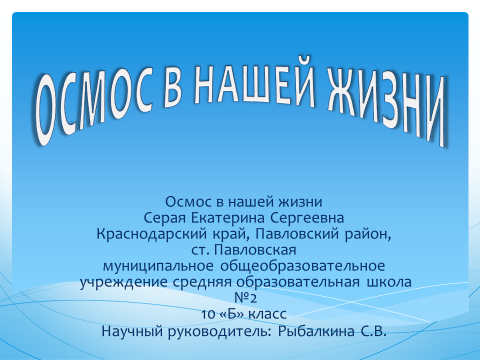 ОСМОС В НАШЕЙ ЖИЗНИ
Осмос в нашей жизни
Серая Екатерина Сергеевна
Краснодарский край, Павловский район,
ст. Павловская
муниципальное общеобразовательное
учреждение средняя образовательная школа
№2
10 «Б» класс
Научный руководитель: Рыбалкина С.В.